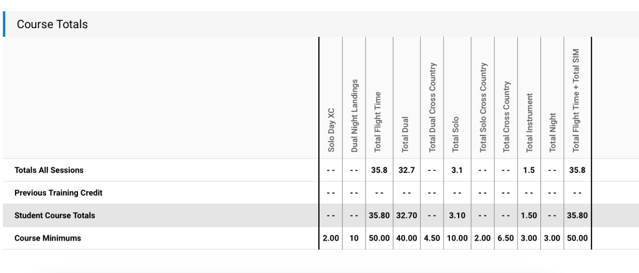 Course Totals
Solo Day XC
Dual Night Landings
Total Flight Time
Total Dual
Total Dual Cross Country
Total Solo
Total Solo Cross Country
Total Cross Country
Total Instrument
Total Night
Total Flight Time + Total SIM
Totals All Sessions -- -- 35.8 32.7 -- 3.1 -- -- 1.5 -- 35.8
Previous Training Credit -- -- -- -- -- -- -- -- -- -- --
Student Course Totals -- -- 35.80 32.70 -- 3.10 -- -- 1.50 -- 35.80
Course Minimums 2.00 10 50.00 40.00 4.50 10.00 2.00 6.50 3.00 3.00 50.00